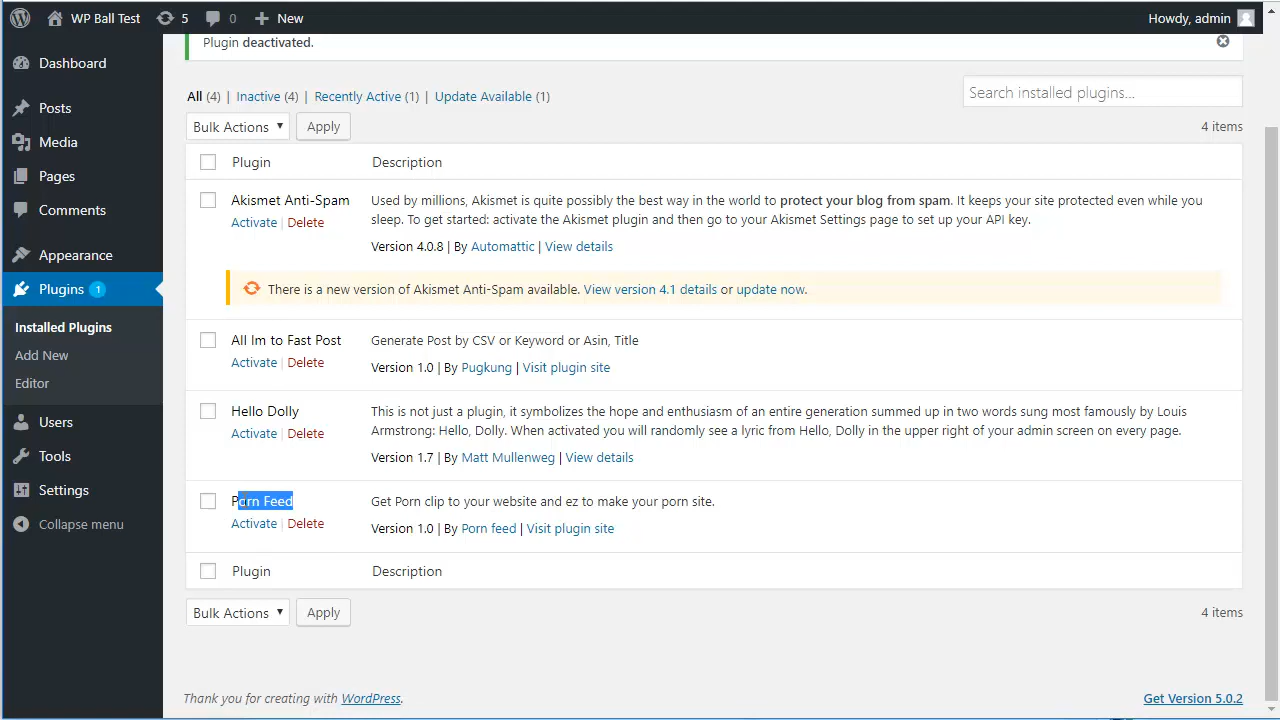 WP Ball Test 5 0 New Howdy, admin
Dashboard
Posts
Media
Pages
Comments
Appearance
Plugins 1
Installed Plugins
Add New
Editor
Users
Tools
Settings
Collapse menu
Plugin deactivated.
All (4) | Inactive (4) | Recently Active (1) | Update Available (1)
Search installed plugins...
Bulk Actions Apply 4 items
Plugin Description
Akismet Anti-Spam
Activate | Delete
Used by millions, Akismet is quite possibly the best way in the world to protect your blog from spam. It keeps your site protected even while you
sleep. To get started: activate the Akismet plugin and then go to your Akismet Settings page to set up your API key.
Version 4.0.8 | By Automattic | View details
There is a new version of Akismet Anti-Spam available. View version 4.1 details or update now.
All Im to Fast Post
Activate | Delete
Generate Post by CSV or Keyword or Asin, Title
Version 1.0 | By Pugkung | Visit plugin site
Hello Dolly
Activate | Delete
This is not just a plugin, it symbolizes the hope and enthusiasm of an entire generation summed up in two words sung most famously by Louis
Armstrong: Hello, Dolly. When activated you will randomly see a lyric from Hello, Dolly in the upper right of your admin screen on every page.
Version 1.7 | By Matt Mullenweg | View details
Porn Feed
Activate | Delete
Get Porn clip to your website and ez to make your porn site.
Version 1.0 | By Porn feed | Visit plugin site
Plugin Description
Bulk Actions Apply 4 items
Thank you for creating with WordPress. Get Version 5.0.2